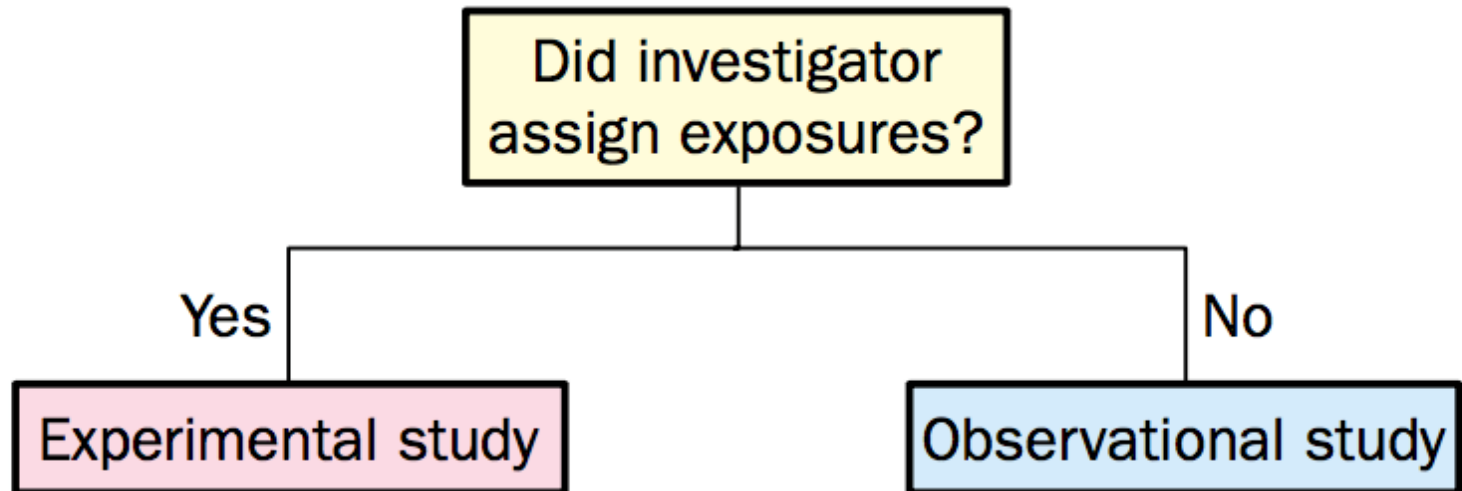 Did investigator
assign exposures?
Yes
No
Experimental study
Observational study